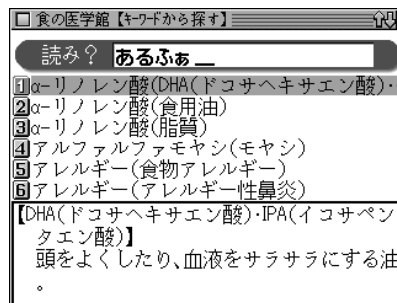 食の医学館【ｷｰﾜｰﾄﾞから探す】
読み？ あるふぁ＿
1 α-リノレン酸(DHA(ドコサヘキサエン酸)・
2 α-リノレン酸(食用油)
3 α-リノレン酸(脂質)
4 アルファルファモヤシ(モヤシ)
5 アレルギー(食物アレルギー)
6 アレルギー(アレルギー性鼻炎)
【DHA(ドコサヘキサエン酸)・IPA(イコサペン
タエン酸)】
頭をよくしたり、血液をサラサラにする油
。